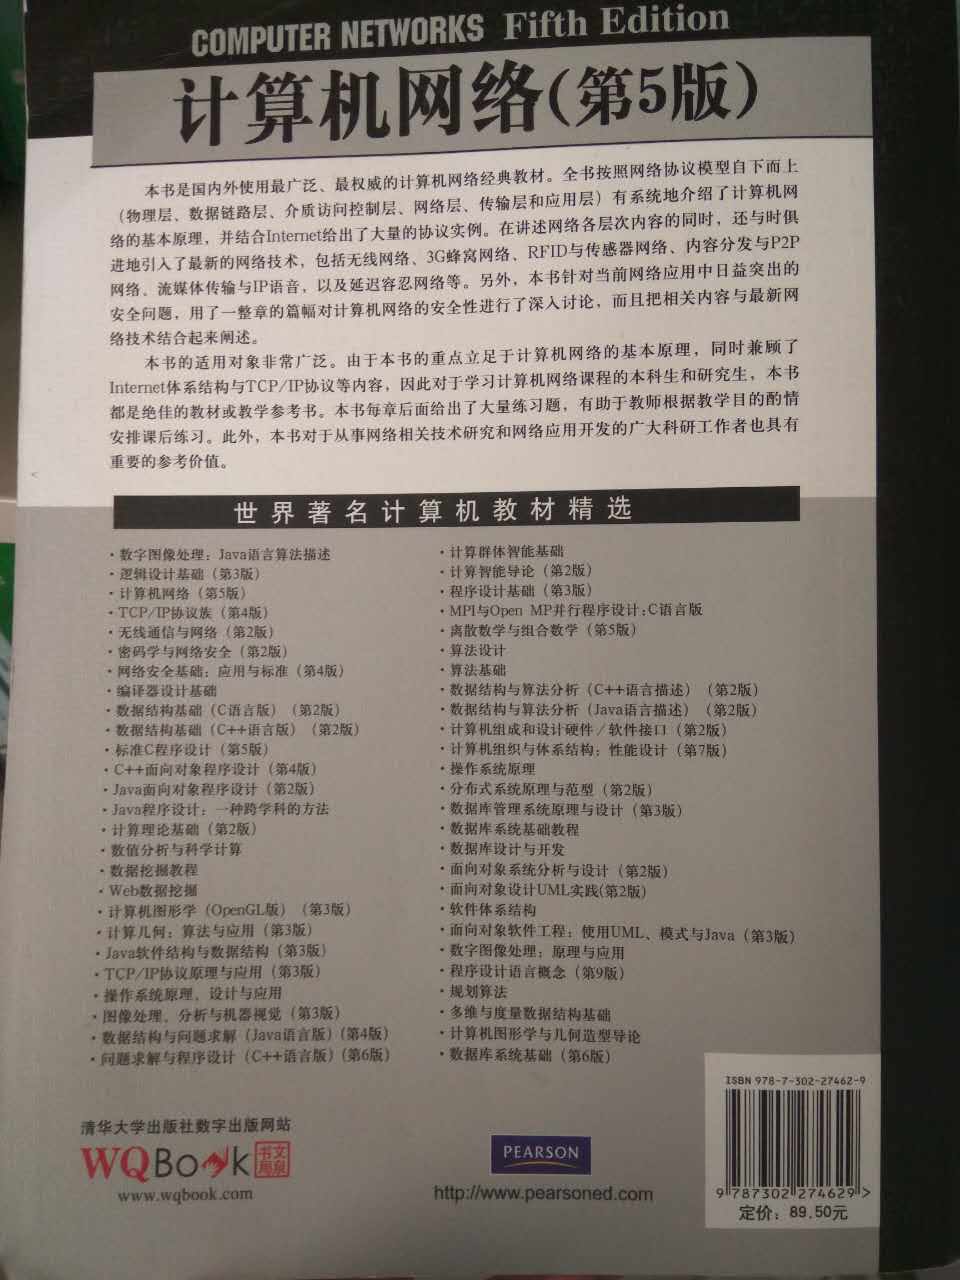 COMPUTER NETWORKS Fifth Edition
计算机网络(第5版)
本书是国内外使用最广泛、最权威的计算机网络经典教材。全书按照网络协议模型自下而上
（物理层、数据链路层、介质访问控制层、网络层、传输层和应用层）有系统地介绍了计算机网
络的基本原理，并结合Internet给出了大量的协议实例。在讲述网络各层次内容的同时，还与时俱
进地引入了最新的网络技术，包括无线网络、3G蜂窝网络、RFID与传感器网络、内容分发与P2P
网络、流媒体传输与IP语音，以及延迟容忍网络等。另外，本书针对当前网络应用中日益突出的
安全问题，用了一整章的篇幅对计算机网络的安全性进行了深入讨论，而且把相关内容与最新网
络技术结合起来阐述。
本书的适用对象非常广泛。由于本书的重点立足于计算机网络的基本原理，同时兼顾了
Internet体系结构与TCP/IP协议等内容，因此对于学习计算机网络课程的本科生和研究生，本书
都是绝佳的教材或教学参考书。本书每章后面给出了大量练习题，有助于教师根据教学目的酌情
安排课后练习。此外，本书对于从事网络相关技术研究和网络应用开发的广大科研工作者也具有
重要的参考价值。
世界著名计算机教材精选
·数字图像处理：Java语言算法描述
·逻辑设计基础（第3版）
·计算机网络（第5版）
·TCP/IP协议族（第4版）
·无线通信与网络（第2版）
·密码学与网络安全（第2版）
·网络安全基础：应用与标准（第4版）
·编译器设计基础
·数据结构基础（C语言版）（第2版）
·数据结构基础（C++语言版）（第2版）
·标准C程序设计（第5版）
·C++面向对象程序设计（第4版）
·Java面向对象程序设计（第2版）
·Java程序设计：一种跨学科的方法
·计算理论基础（第2版）
·数值分析与科学计算
·数据挖掘教程
·Web数据挖掘
·计算机图形学（OpenGL版）（第3版）
·计算几何：算法与应用（第3版）
·Java软件结构与数据结构（第3版）
·TCP/IP协议原理与应用（第3版）
·操作系统原理、设计与应用
·图像处理、分析与机器视觉（第3版）
·数据结构与问题求解（Java语言版）（第4版）
·问题求解与程序设计（C++语言版）（第6版）
·计算群体智能基础
·计算智能导论（第2版）
·程序设计基础（第3版）
·MPI与Open MP并行程序设计：C语言版
·离散数学与组合数学（第5版）
·算法设计
·算法基础
·数据结构与算法分析（C++语言描述）（第2版）
·数据结构与算法分析（Java语言描述）（第2版）
·计算机组成和设计硬件/软件接口（第2版）
·计算机组织与体系结构：性能设计（第7版）
·操作系统原理
·分布式系统原理与范型（第2版）
·数据库管理系统原理与设计（第3版）
·数据库系统基础教程
·数据库设计与开发
·面向对象系统分析与设计（第2版）
·面向对象设计UML实践(第2版)
·软件体系结构
·面向对象软件工程：使用UML、模式与Java（第3版）
·数字图像处理：原理与应用
·程序设计语言概念（第9版）
·规划算法
·多维与度量数据结构基础
·计算机图形学与几何造型导论
·数据库系统基础（第6版）
清华大学出版社数字出版网站
WQBook 文泉书局
www.wqbook.com
PEARSON
http://www.pearsoned.com
ISBN 978-7-302-27462-9
9 787302 274629>
定价：89.50元